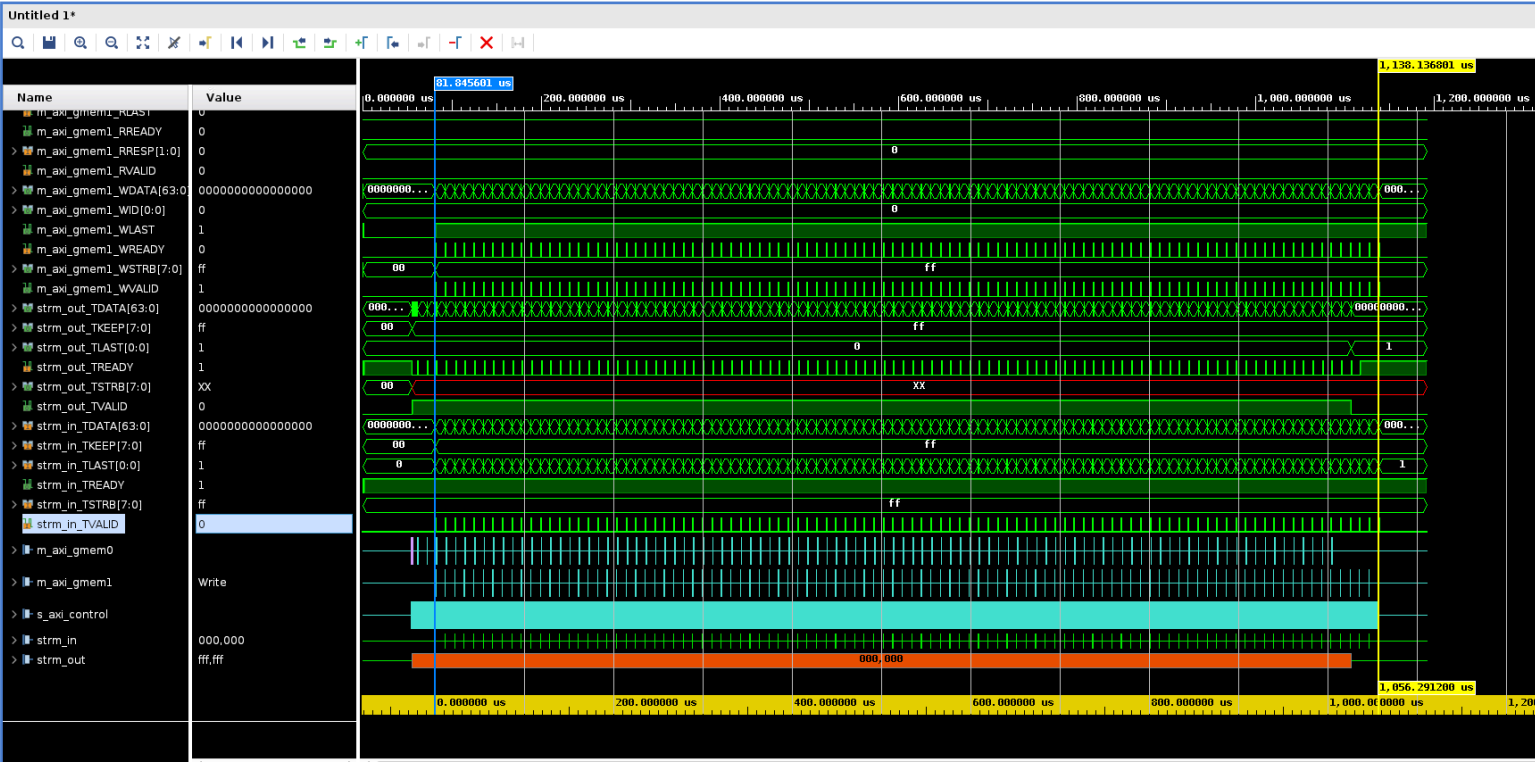 Untitled 1*
1,138.136801 us
81.845601 us
Name Value
0.000000 us 200.000000 us 400.000000 us 600.000000 us 800.000000 us 1,000.000000 us 1,200.000000 us
m_axi_gmem1_RLAST 0
m_axi_gmem1_RREADY 0
m_axi_gmem1_RRESP[1:0] 0 0
m_axi_gmem1_RVALID 0
m_axi_gmem1_WDATA[63:0] 0000000000000000 0000000... 000...
m_axi_gmem1_WID[0:0] 0 0
m_axi_gmem1_WLAST 1
m_axi_gmem1_WREADY 0
m_axi_gmem1_WSTRB[7:0] ff 00 ff
m_axi_gmem1_WVALID 1
strm_out_TDATA[63:0] 0000000000000000 000... 00000000...
strm_out_TKEEP[7:0] ff 00 ff
strm_out_TLAST[0:0] 1 0 1
strm_out_TREADY 1
strm_out_TSTRB[7:0] XX 00 XX
strm_out_TVALID 0
strm_in_TDATA[63:0] 0000000000000000 0000000... 000...
strm_in_TKEEP[7:0] ff 00 ff
strm_in_TLAST[0:0] 1 0 1
strm_in_TREADY 1
strm_in_TSTRB[7:0] ff ff
strm_in_TVALID 0
m_axi_gmem0
m_axi_gmem1 Write
s_axi_control
strm_in 000,000
strm_out fff,fff 000,000
1,056.291200 us
0.000000 us 200.000000 us 400.000000 us 600.000000 us 800.000000 us 1,000.000000 us 1,20